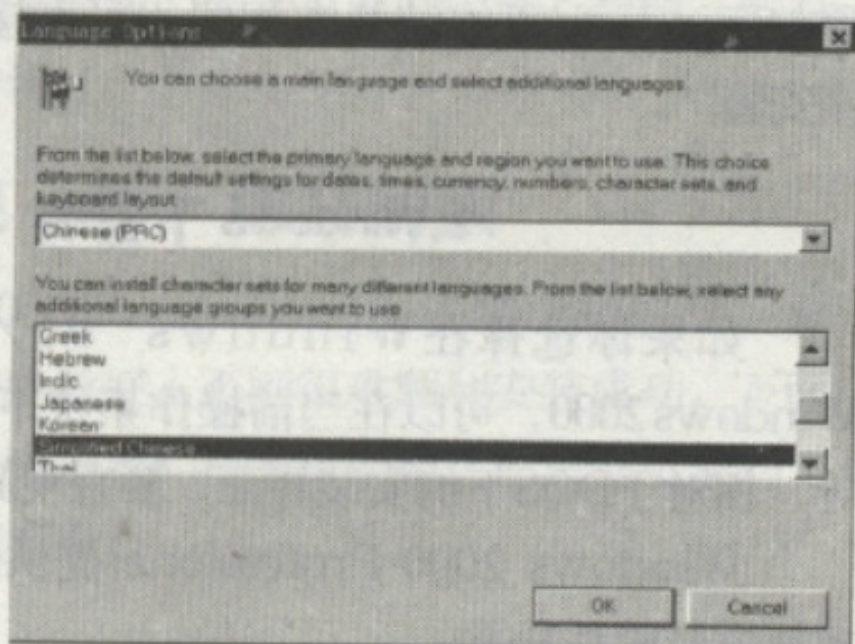 Language Options
You can choose a main language and select additional languages.
From the list below, select the primary language and region you want to use. This choice
determines the default settings for dates, times, currency, numbers, character sets, and
keyboard layout.
Chinese (PRC)
You can install character sets for many different languages. From the list below, select any
additional language groups you want to use
Greek
Hebrew
Indic
Japanese
Korean
Simplified Chinese
Thai
OK
Cancel